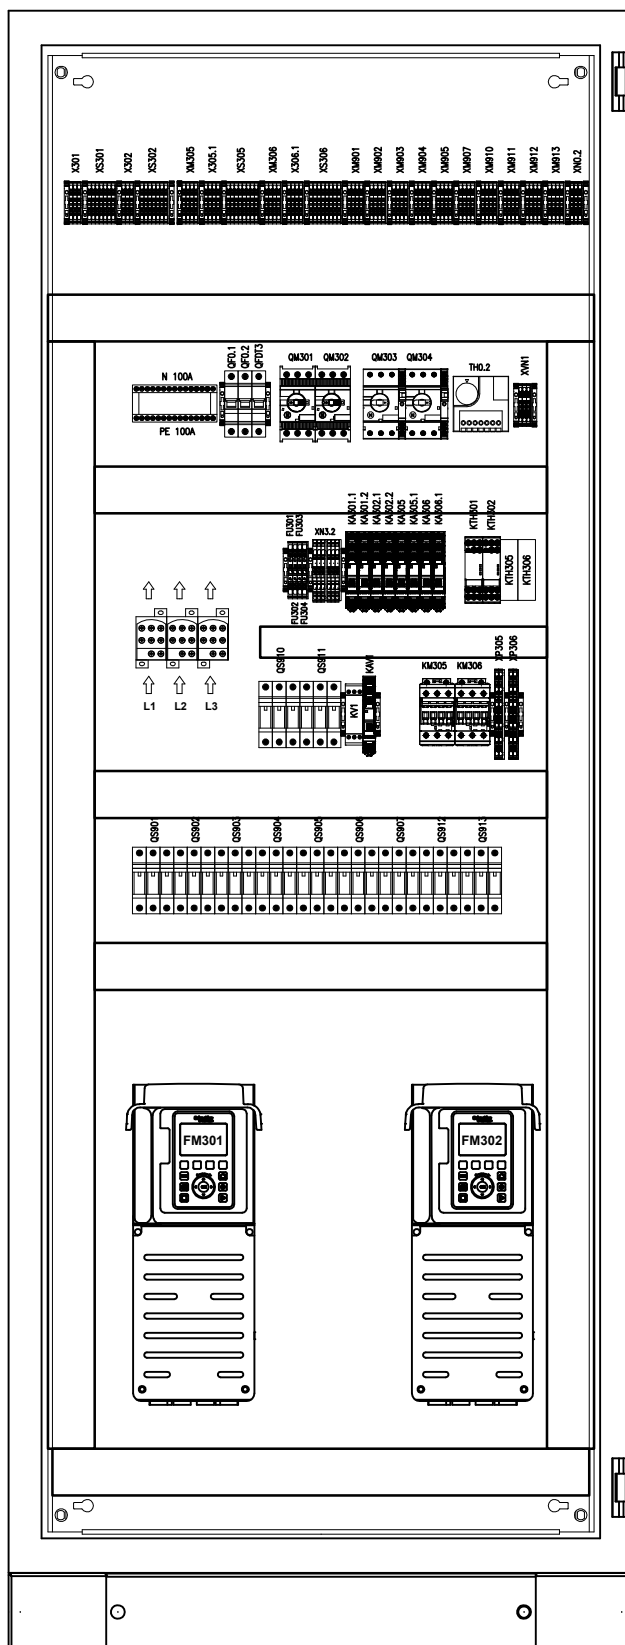 X301
XS301
X302
XS302
XM305
X305.1
XS305
XM306
X306.1
XS306
XM901
XM902
XM903
XM904
XM905
XM907
XM910
XM911
XM912
XM913
XN0.2
N 100A
PE 100A
QF0.1
QF0.2
QFDT3
QM301
QM302
QM303
QM304
TH0.2
XVN1
FU301
FU303
XN3.2
FU302
FU304
KA301.1
KA301.2
KA302.1
KA302.2
KA305
KA305.1
KA306
KA306.1
KTH301
KTH302
KTH305
KTH306
L1
L2
L3
QS910
QS911
KV1
KAV1
KM305
KM306
XP305
XP306
QS901
QS902
QS903
QS904
QS905
QS906
QS907
QS912
QS913
FM301
FM302